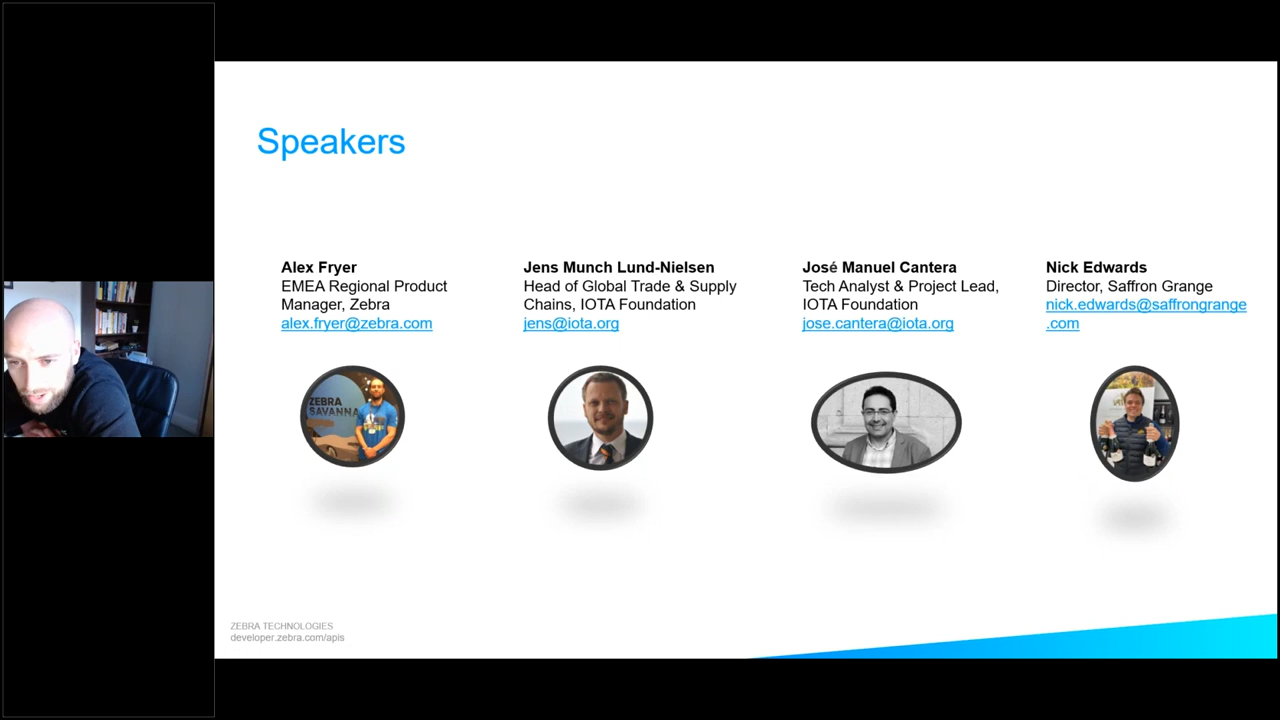 Speakers
Alex Fryer
EMEA Regional Product
Manager, Zebra
alex.fryer@zebra.com
Jens Munch Lund-Nielsen
Head of Global Trade & Supply
Chains, IOTA Foundation
jens@iota.org
José Manuel Cantera
Tech Analyst & Project Lead,
IOTA Foundation
jose.cantera@iota.org
Nick Edwards
Director, Saffron Grange
nick.edwards@saffrongrange
.com
ZEBRA
SAVANNA
ZEBRA TECHNOLOGIES
developer.zebra.com/apis